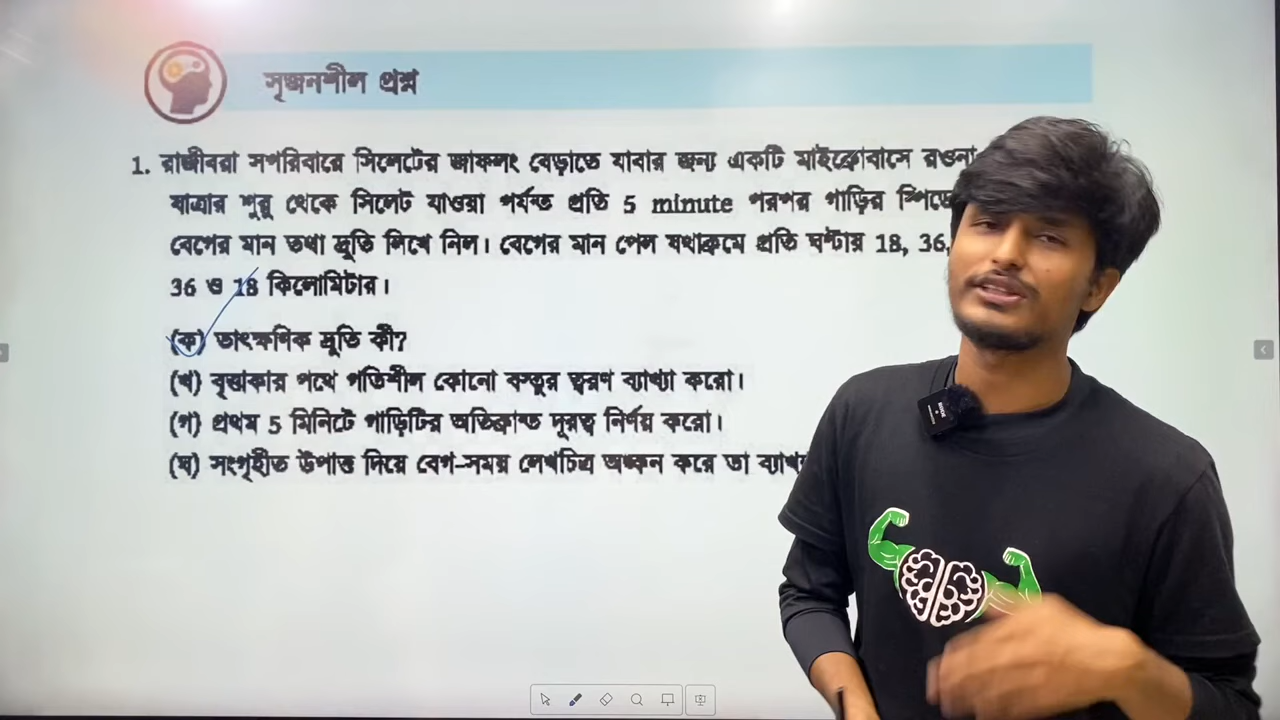 সৃজনশীল প্রশ্ন
1. রাজীবরা সপরিবারে সিলেটের জাফলং বেড়াতে যাবার জন্য একটি মাইক্রোবাসে রওনা
যাত্রার শুরু থেকে সিলেট যাওয়া পর্যন্ত প্রতি 5 minute পরপর গাড়ির
বেগের মান তথা দ্রুতি লিখে নিল। বেগের মান পেল যথাক্রমে প্রতি ঘণ্টায় 18, 36,
36 ও 18 কিলোমিটার।
(ক) তাৎক্ষণিক দ্রুতি কী?
(খ) বৃত্তাকার পথে গতিশীল কোনো বস্তুর ত্বরণ ব্যাখ্যা করো।
(গ) প্রথম 5 মিনিটে গাড়িটির অতিক্রান্ত দূরত্ব নির্ণয় করো।
(ঘ) সংগৃহীত উপাত্ত দিয়ে বেগ-সময় লেখচিত্র অঙ্কন করে তা